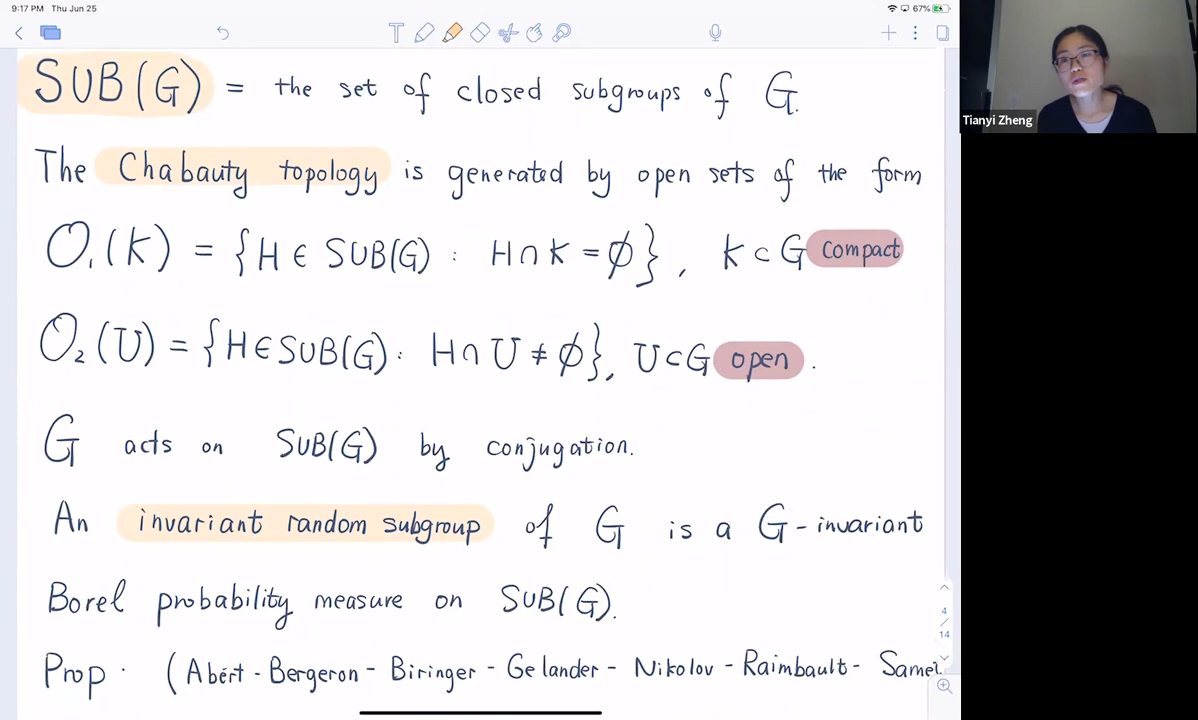 9:17 PM Thu Jun 25
67%
SUB(G) = the set of closed subgroups of G.
The Chabauty topology is generated by open sets of the form
O₁(K) = {H ∈ SUB(G) : H ∩ K = ∅}, K ⊂ G compact
O₂(U) = {H ∈ SUB(G) : H ∩ U ≠ ∅}, U ⊂ G open.
G acts on SUB(G) by conjugation.
An invariant random subgroup of G is a G-invariant
Borel probability measure on SUB(G).
Prop. (Abért - Bergeron - Biringer - Gelander - Nikolov - Raimbault - Samet
4
/
14
Tianyi Zheng